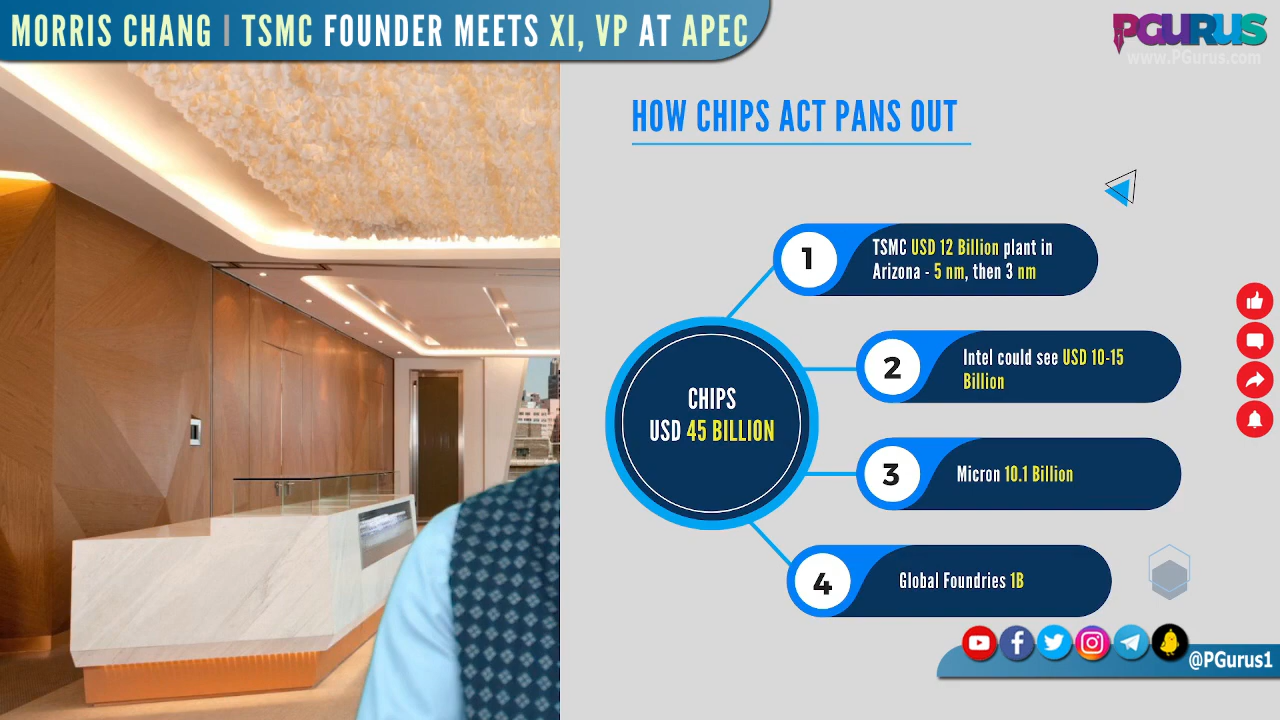 MORRIS CHANG | TSMC FOUNDER MEETS XI, VP AT APEC
PGURUS
www.PGurus.com
HOW CHIPS ACT PANS OUT
1
TSMC USD 12 Billion plant in
Arizona - 5 nm, then 3 nm
2
Intel could see USD 10-15
Billion
CHIPS
USD 45 BILLION
3
Micron 10.1 Billion
4
Global Foundries 1B
@PGurus1